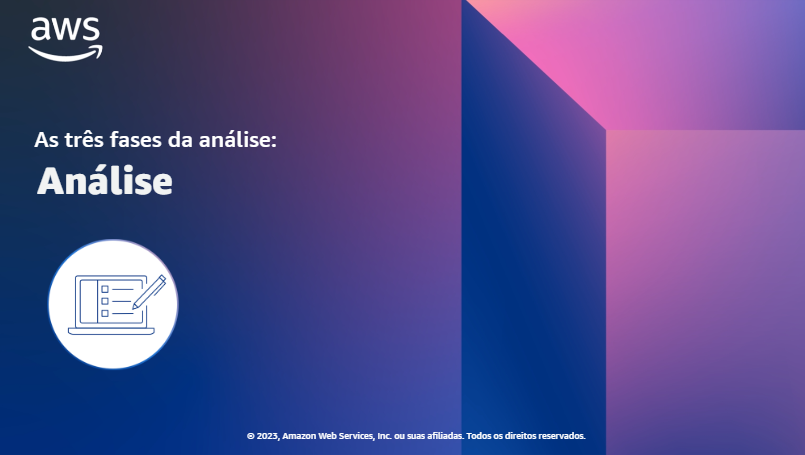 aws
As três fases da análise:
Análise
© 2023, Amazon Web Services, Inc. ou suas afiliadas. Todos os direitos reservados.